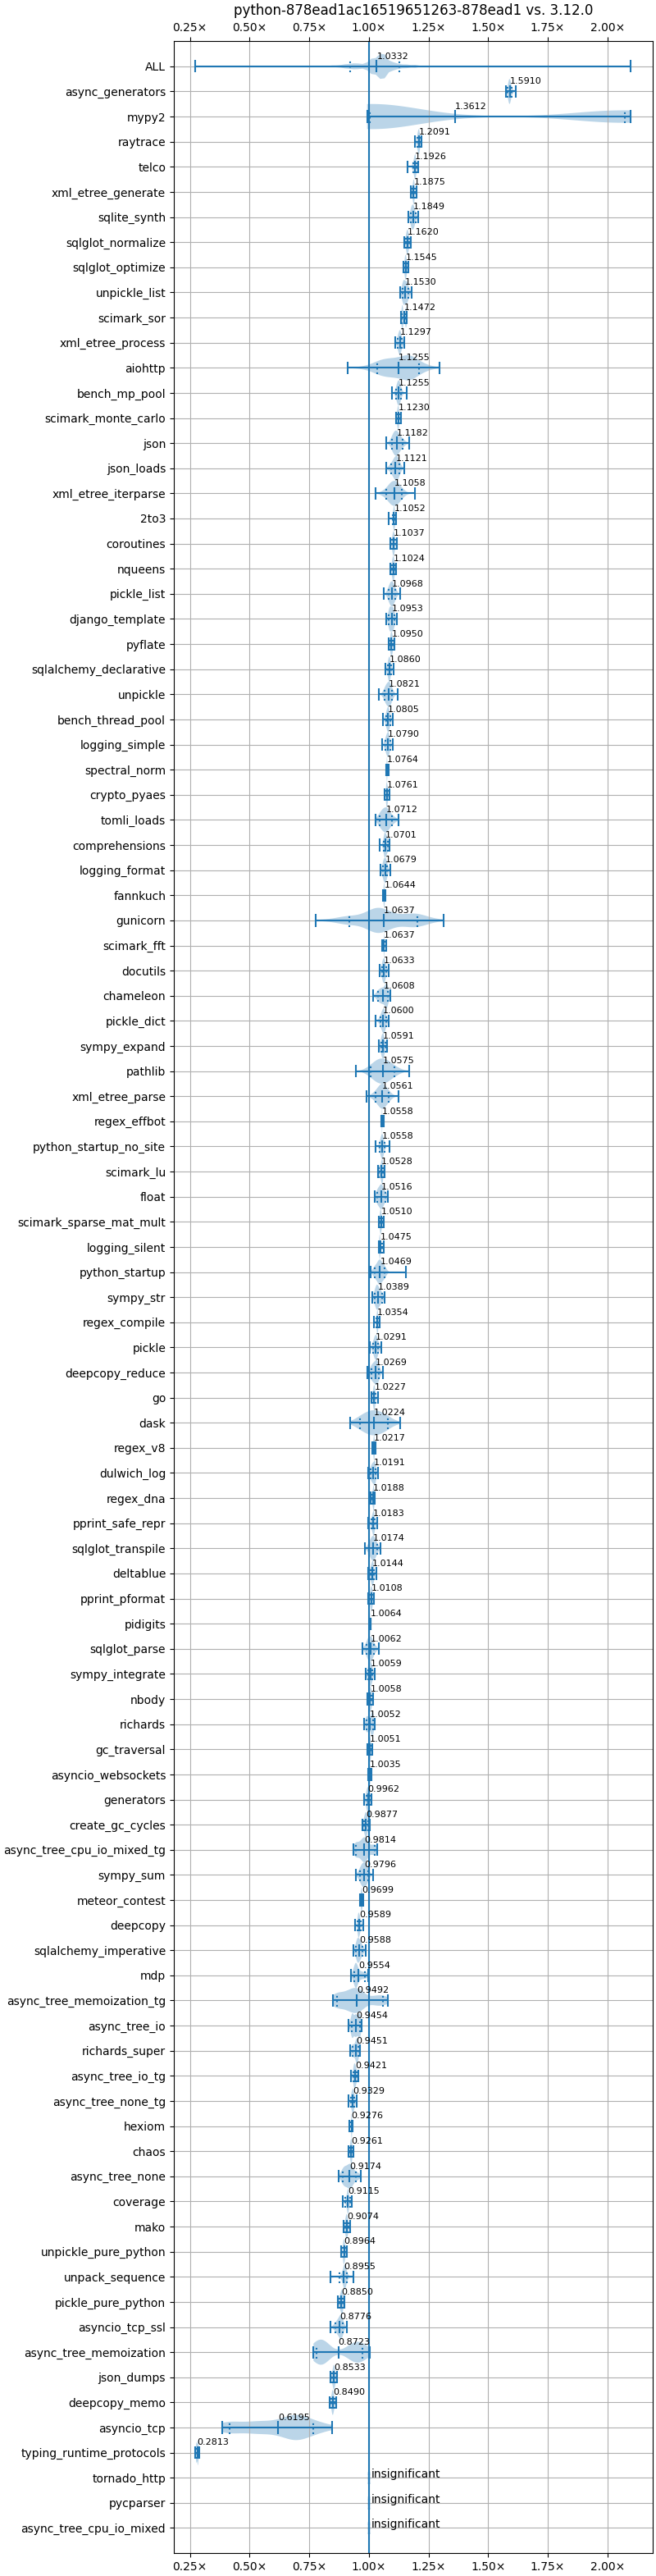 python-878ead1ac16519651263-878ead1 vs. 3.12.0
0.25× 0.50× 0.75× 1.00× 1.25× 1.50× 1.75× 2.00×
ALL 1.0332
async_generators 1.5910
mypy2 1.3612
raytrace 1.2091
telco 1.1926
xml_etree_generate 1.1875
sqlite_synth 1.1849
sqlglot_normalize 1.1620
sqlglot_optimize 1.1545
unpickle_list 1.1530
scimark_sor 1.1472
xml_etree_process 1.1297
aiohttp 1.1255
bench_mp_pool 1.1255
scimark_monte_carlo 1.1230
json 1.1182
json_loads 1.1121
xml_etree_iterparse 1.1058
2to3 1.1052
coroutines 1.1037
nqueens 1.1024
pickle_list 1.0968
django_template 1.0953
pyflate 1.0950
sqlalchemy_declarative 1.0860
unpickle 1.0821
bench_thread_pool 1.0805
logging_simple 1.0790
spectral_norm 1.0764
crypto_pyaes 1.0761
tomli_loads 1.0712
comprehensions 1.0701
logging_format 1.0679
fannkuch 1.0644
gunicorn 1.0637
scimark_fft 1.0637
docutils 1.0633
chameleon 1.0608
pickle_dict 1.0600
sympy_expand 1.0591
pathlib 1.0575
xml_etree_parse 1.0561
regex_effbot 1.0558
python_startup_no_site 1.0558
scimark_lu 1.0528
float 1.0516
scimark_sparse_mat_mult 1.0510
logging_silent 1.0475
python_startup 1.0469
sympy_str 1.0389
regex_compile 1.0354
pickle 1.0291
deepcopy_reduce 1.0269
go 1.0227
dask 1.0224
regex_v8 1.0217
dulwich_log 1.0191
regex_dna 1.0188
pprint_safe_repr 1.0183
sqlglot_transpile 1.0174
deltablue 1.0144
pprint_pformat 1.0108
pidigits 1.0064
sqlglot_parse 1.0062
sympy_integrate 1.0059
nbody 1.0058
richards 1.0052
gc_traversal 1.0051
asyncio_websockets 1.0035
generators 0.9962
create_gc_cycles 0.9877
async_tree_cpu_io_mixed_tg 0.9814
sympy_sum 0.9796
meteor_contest 0.9699
deepcopy 0.9589
sqlalchemy_imperative 0.9588
mdp 0.9554
async_tree_memoization_tg 0.9492
async_tree_io 0.9454
richards_super 0.9451
async_tree_io_tg 0.9421
async_tree_none_tg 0.9329
hexiom 0.9276
chaos 0.9261
async_tree_none 0.9174
coverage 0.9115
mako 0.9074
unpickle_pure_python 0.8964
unpack_sequence 0.8955
pickle_pure_python 0.8850
asyncio_tcp_ssl 0.8776
async_tree_memoization 0.8723
json_dumps 0.8533
deepcopy_memo 0.8490
asyncio_tcp 0.6195
typing_runtime_protocols 0.2813
tornado_http insignificant
pycparser insignificant
async_tree_cpu_io_mixed insignificant
0.25× 0.50× 0.75× 1.00× 1.25× 1.50× 1.75× 2.00×